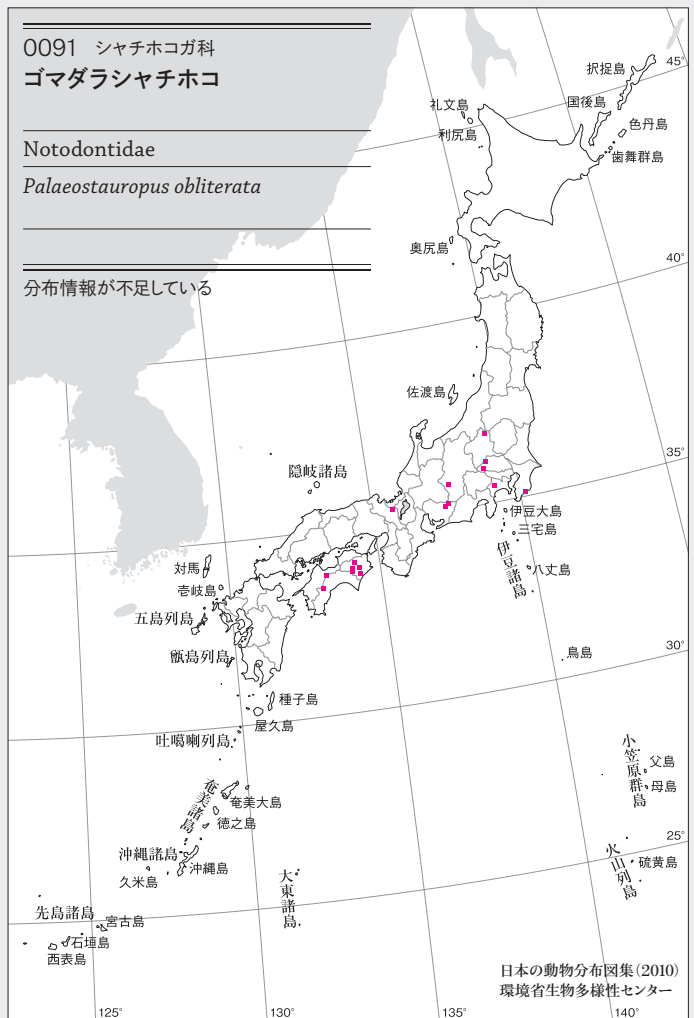 0091 シャチホコガ科
ゴマダラシャチホコ
Notodontidae
Palaeostauropus obliterata
分布情報が不足している
45°
択捉島
礼文島
国後島
色丹島
利尻島
歯舞群島
奥尻島
40°
佐渡島
35°
隠岐諸島
伊豆大島
三宅島
伊豆諸島
八丈島
対馬
壱岐島
五島列島
甑島列島
鳥島
30°
種子島
屋久島
吐噶喇列島
小笠原群島
父島
母島
奄美諸島
奄美大島
徳之島
25°
沖縄諸島
沖縄島
久米島
大東諸島
火山列島
硫黄島
先島諸島
宮古島
石垣島
西表島
日本の動物分布図集(2010)
環境省生物多様性センター
125°
130°
135°
140°